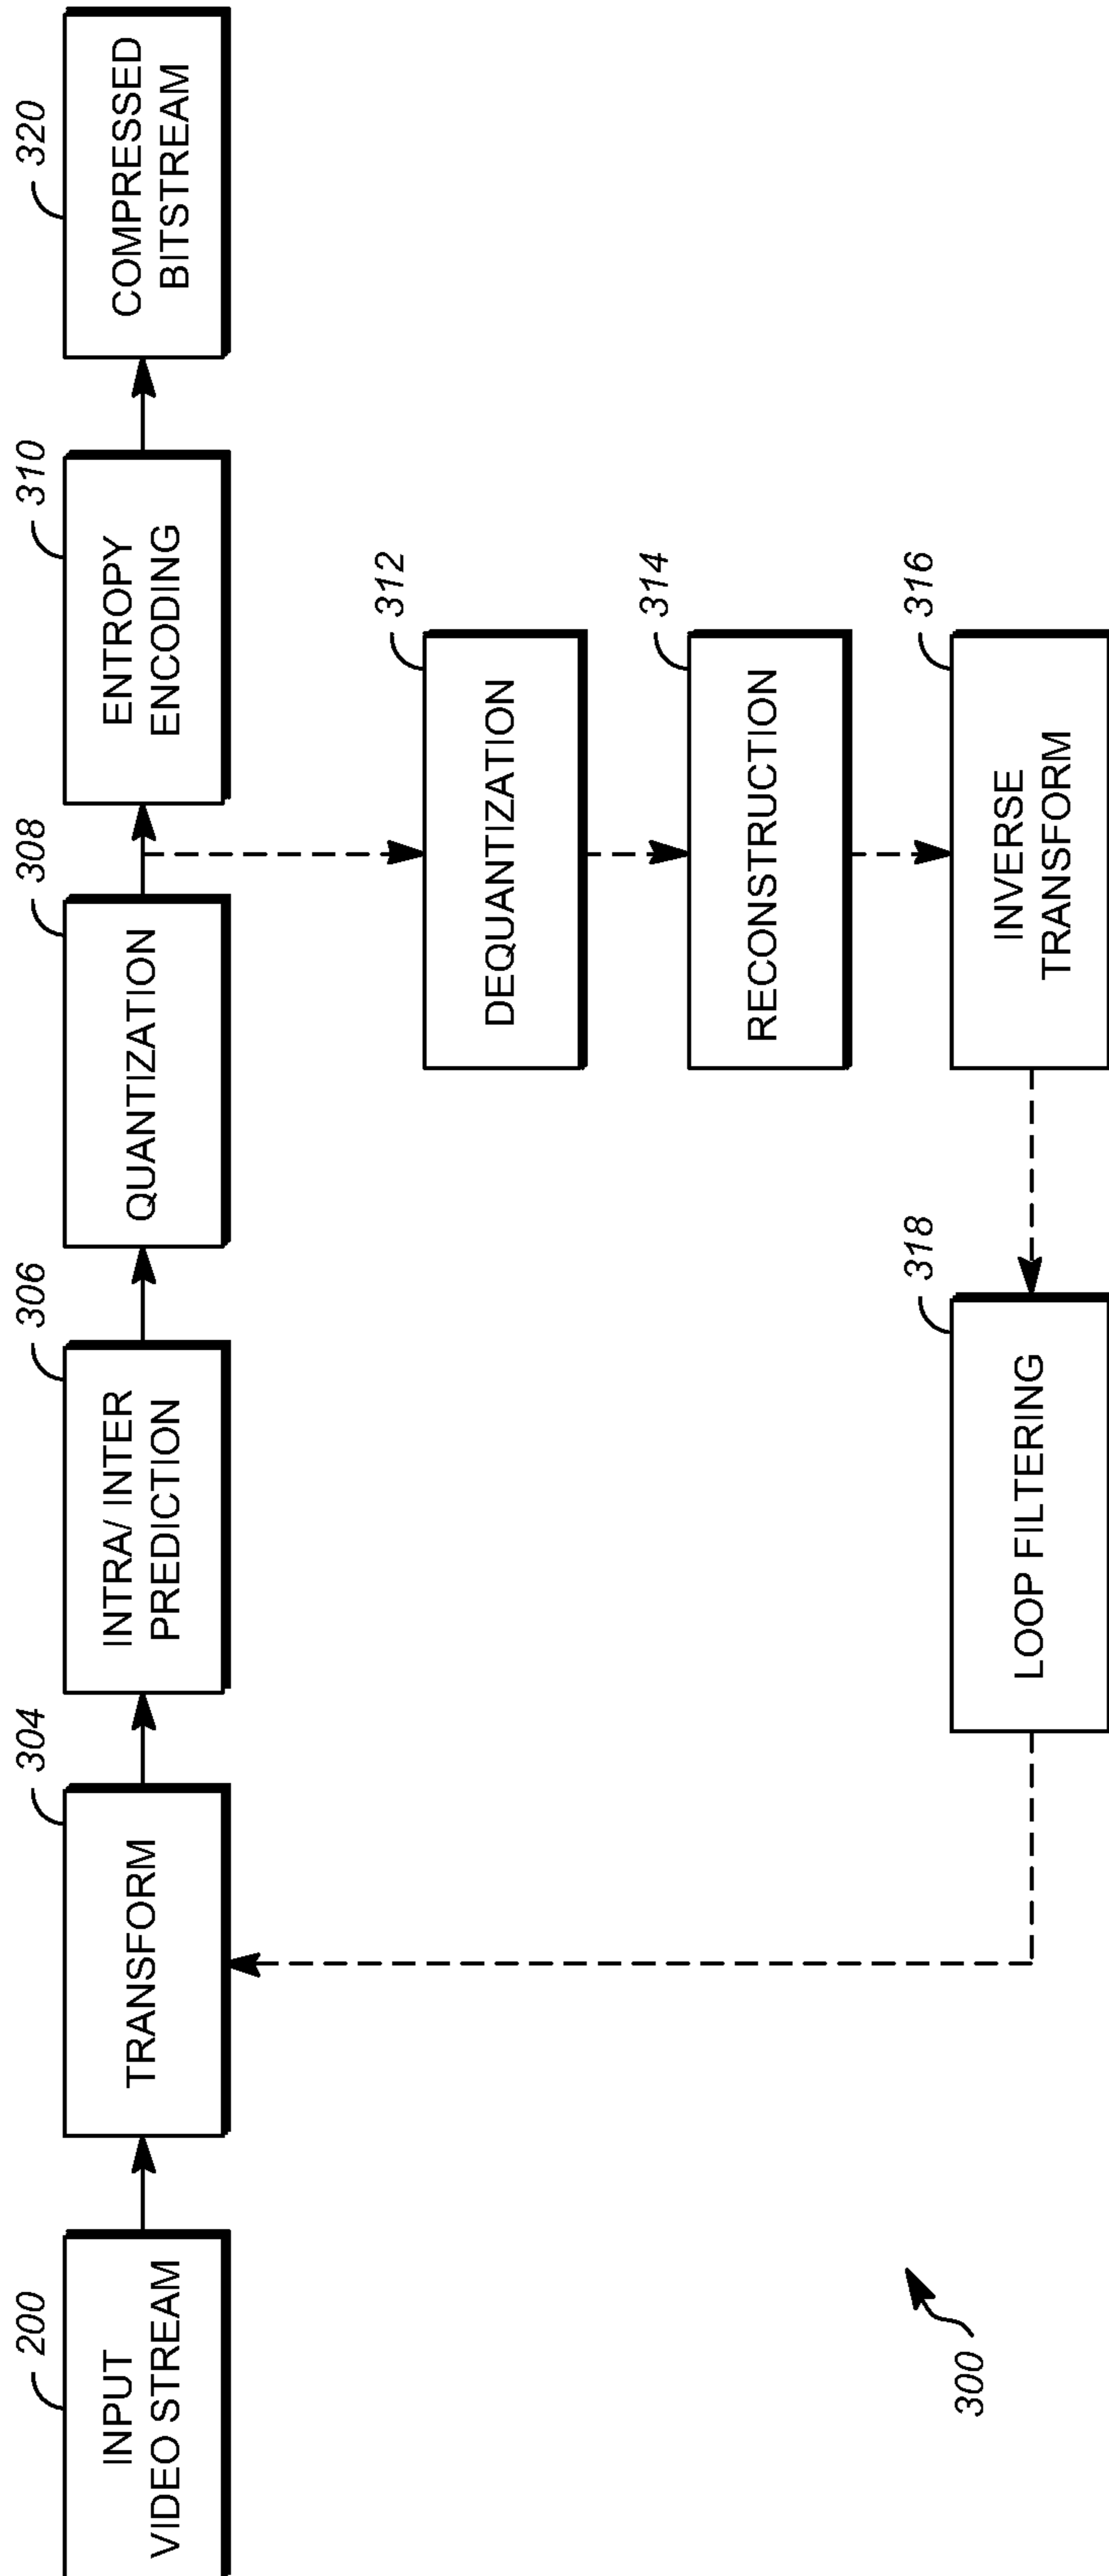 200
INPUT
VIDEO STREAM
304
TRANSFORM
306
INTRA/ INTER
PREDICTION
308
QUANTIZATION
310
ENTROPY
ENCODING
320
COMPRESSED
BITSTREAM
312
DEQUANTIZATION
314
RECONSTRUCTION
316
INVERSE
TRANSFORM
318
LOOP FILTERING
300